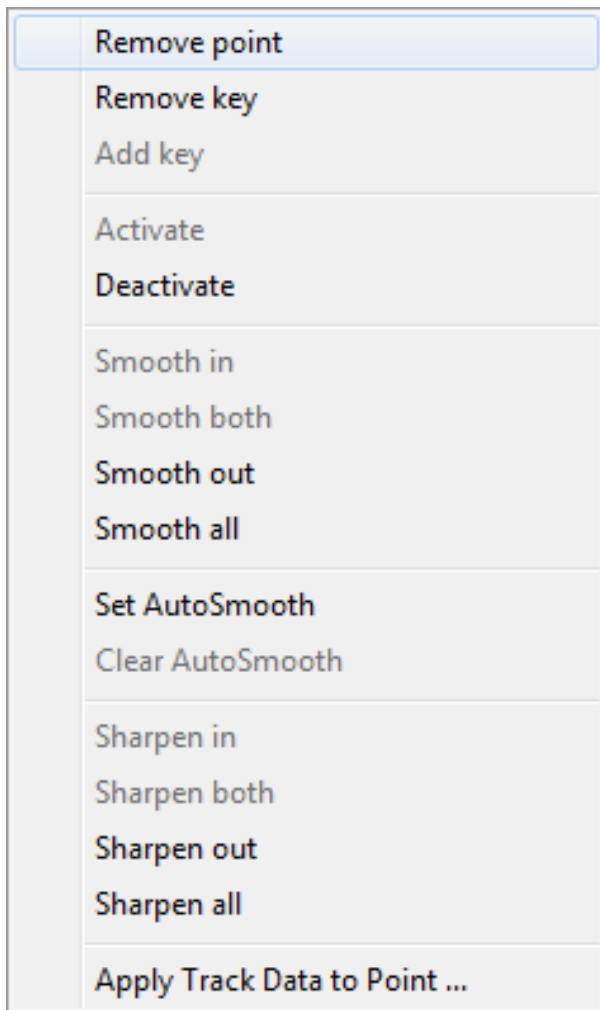 Remove point
Remove key
Add key
Activate
Deactivate
Smooth in
Smooth both
Smooth out
Smooth all
Set AutoSmooth
Clear AutoSmooth
Sharpen in
Sharpen both
Sharpen out
Sharpen all
Apply Track Data to Point ...